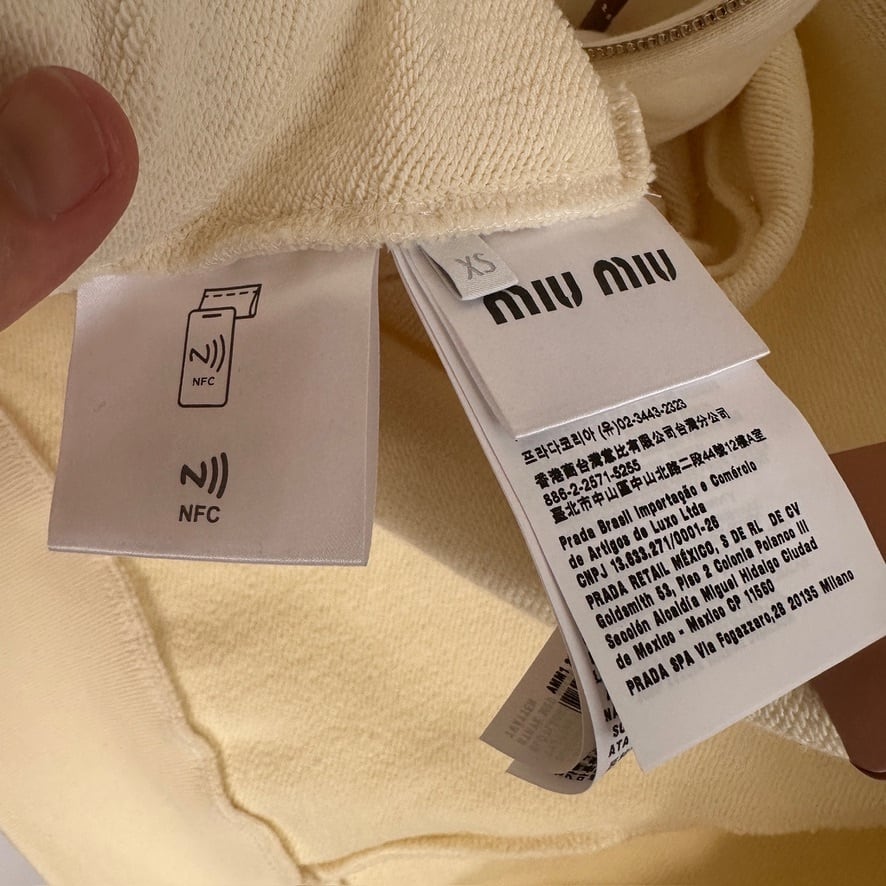 NFC
NFC
XS
miu miu
프라다코리아 (유)02-3443-2323
香港商台灣普拉達有限公司台灣分公司
886-2-2571-5255
臺北市中山區中山北路二段44號12樓A室
Prada Brasil Importação e Comércio
de Artigos de Luxo Ltda
CNPJ 13.633.271/0001-26
PRADA RETAIL MÉXICO, S DE RL DE CV
Goldsmith 53, Piso 2 Colonia Polanco III
Sección Alcaldía Miguel Hidalgo Ciudad
de Mexico - Mexico CP 11560
PRADA SPA Via Fogazzaro,28 20135 Milano